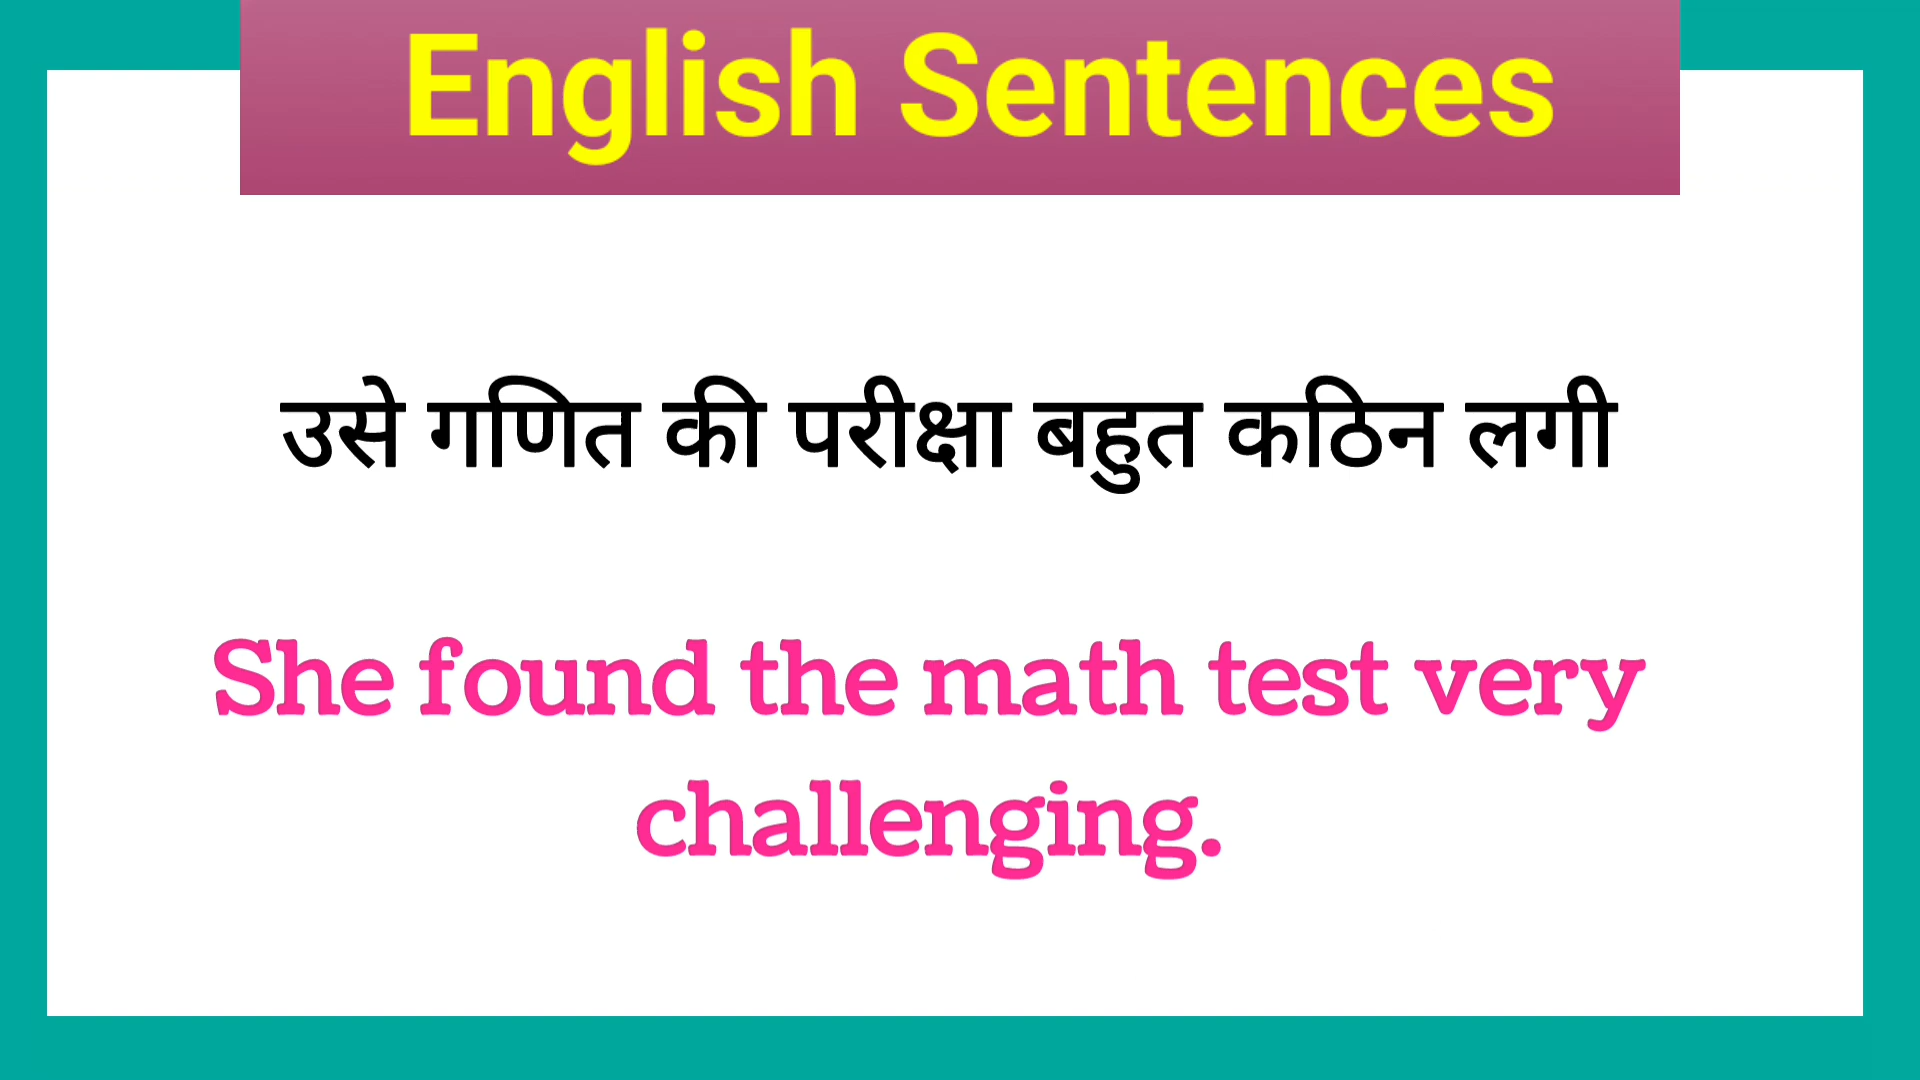 English Sentences
उसे गणित की परीक्षा बहुत कठिन लगी
She found the math test very
challenging.